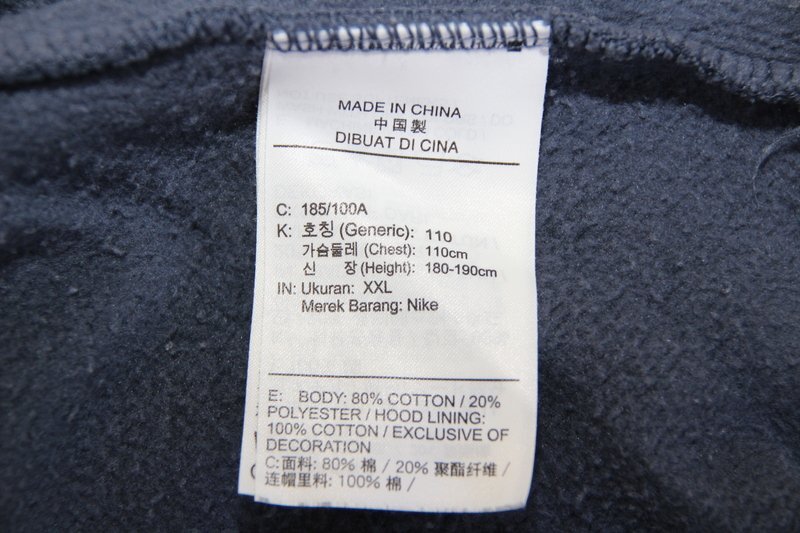 MADE IN CHINA
中国製
DIBUAT DI CINA
C: 185/100A
K: 호칭 (Generic): 110
가슴둘레 (Chest): 110cm
신 장 (Height): 180-190cm
IN: Ukuran: XXL
Merek Barang: Nike
E: BODY: 80% COTTON / 20%
POLYESTER / HOOD LINING:
100% COTTON / EXCLUSIVE OF
DECORATION
C:面料: 80% 棉 / 20% 聚酯纤维 /
连帽里料: 100% 棉 /